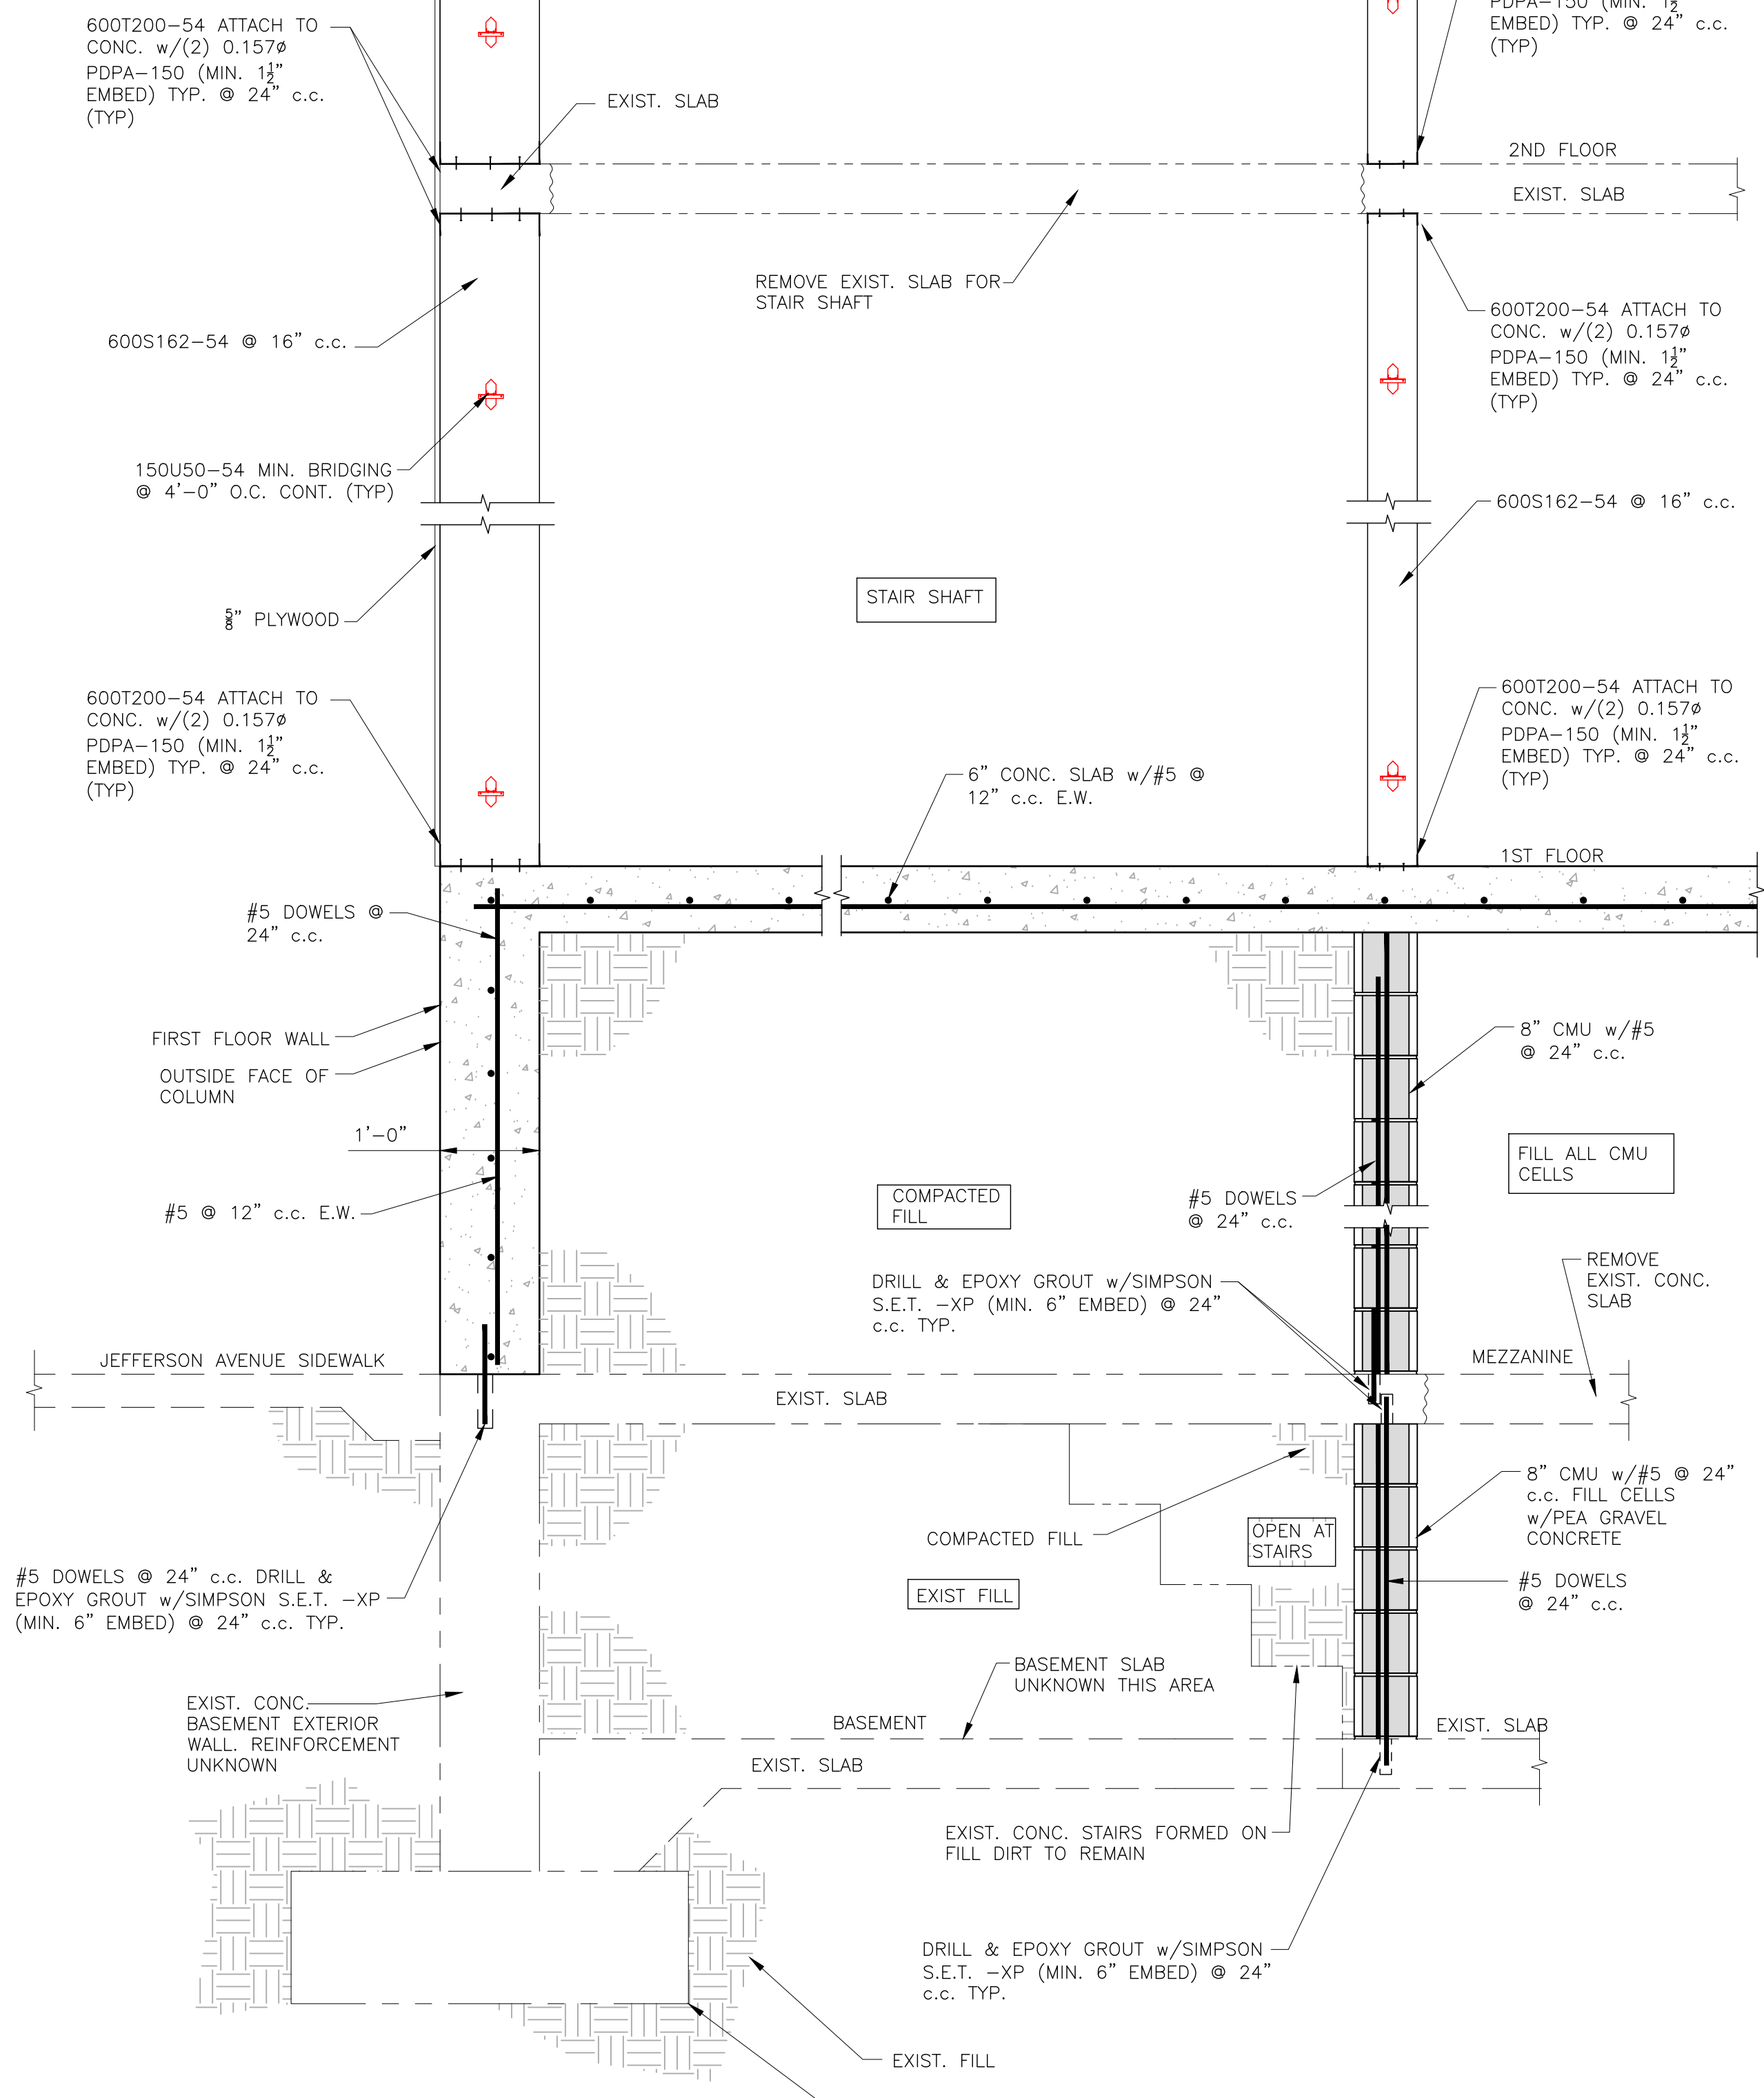 600T200-54 ATTACH TO
CONC. w/(2) 0.157ø
PDPA-150 (MIN. 1½"
EMBED) TYP. @ 24" c.c.
(TYP)
EXIST. SLAB
PDPA-150 (MIN. 1½"
EMBED) TYP. @ 24" c.c.
(TYP)
2ND FLOOR
EXIST. SLAB
REMOVE EXIST. SLAB FOR
STAIR SHAFT
600S162-54 @ 16" c.c.
600T200-54 ATTACH TO
CONC. w/(2) 0.157ø
PDPA-150 (MIN. 1½"
EMBED) TYP. @ 24" c.c.
(TYP)
150U50-54 MIN. BRIDGING
@ 4'-0" O.C. CONT. (TYP)
600S162-54 @ 16" c.c.
STAIR SHAFT
⅝" PLYWOOD
600T200-54 ATTACH TO
CONC. w/(2) 0.157ø
PDPA-150 (MIN. 1½"
EMBED) TYP. @ 24" c.c.
(TYP)
600T200-54 ATTACH TO
CONC. w/(2) 0.157ø
PDPA-150 (MIN. 1½"
EMBED) TYP. @ 24" c.c.
(TYP)
6" CONC. SLAB w/#5 @
12" c.c. E.W.
1ST FLOOR
#5 DOWELS @
24" c.c.
FIRST FLOOR WALL
OUTSIDE FACE OF
COLUMN
1'-0"
#5 @ 12" c.c. E.W.
8" CMU w/#5
@ 24" c.c.
FILL ALL CMU
CELLS
COMPACTED
FILL
#5 DOWELS
@ 24" c.c.
DRILL & EPOXY GROUT w/SIMPSON
S.E.T. -XP (MIN. 6" EMBED) @ 24"
c.c. TYP.
REMOVE
EXIST. CONC.
SLAB
JEFFERSON AVENUE SIDEWALK
MEZZANINE
EXIST. SLAB
8" CMU w/#5 @ 24"
c.c. FILL CELLS
w/PEA GRAVEL
CONCRETE
COMPACTED FILL
OPEN AT
STAIRS
#5 DOWELS @ 24" c.c. DRILL &
EPOXY GROUT w/SIMPSON S.E.T. -XP
(MIN. 6" EMBED) @ 24" c.c. TYP.
EXIST FILL
#5 DOWELS
@ 24" c.c.
BASEMENT SLAB
UNKNOWN THIS AREA
EXIST. CONC.
BASEMENT EXTERIOR
WALL. REINFORCEMENT
UNKNOWN
BASEMENT
EXIST. SLAB
EXIST. SLAB
EXIST. CONC. STAIRS FORMED ON
FILL DIRT TO REMAIN
DRILL & EPOXY GROUT w/SIMPSON
S.E.T. -XP (MIN. 6" EMBED) @ 24"
c.c. TYP.
EXIST. FILL